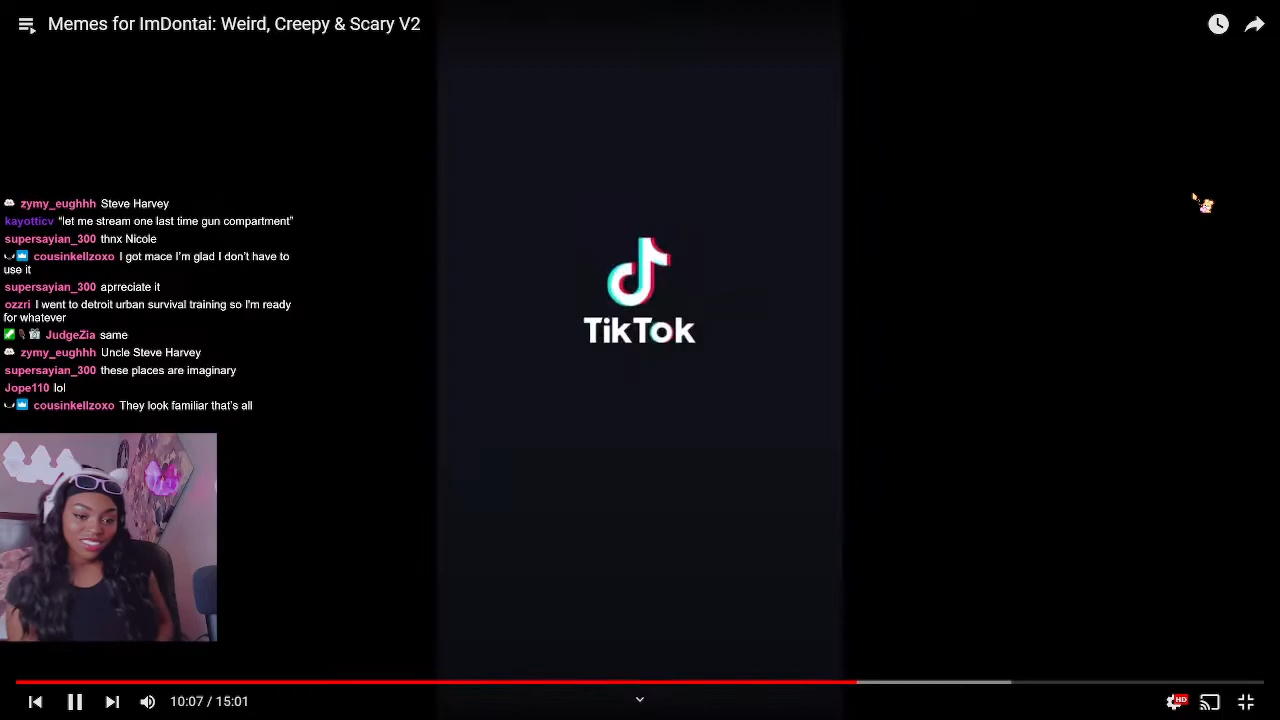 Memes for ImDontai: Weird, Creepy & Scary V2
TikTok
zymy_eughhh Steve Harvey
kayotticv “let me stream one last time gun compartment”
supersayian_300 thnx Nicole
cousinkellzoxo I got mace I’m glad I don’t have to
use it
supersayian_300 apreciate it
ozzri I went to detroit urban survival training so I'm ready
for whatever
JudgeZia same
zymy_eughhh Uncle Steve Harvey
supersayian_300 these places are imaginary
Jope110 lol
cousinkellzoxo They look familiar that’s all
10:07 / 15:01
HD